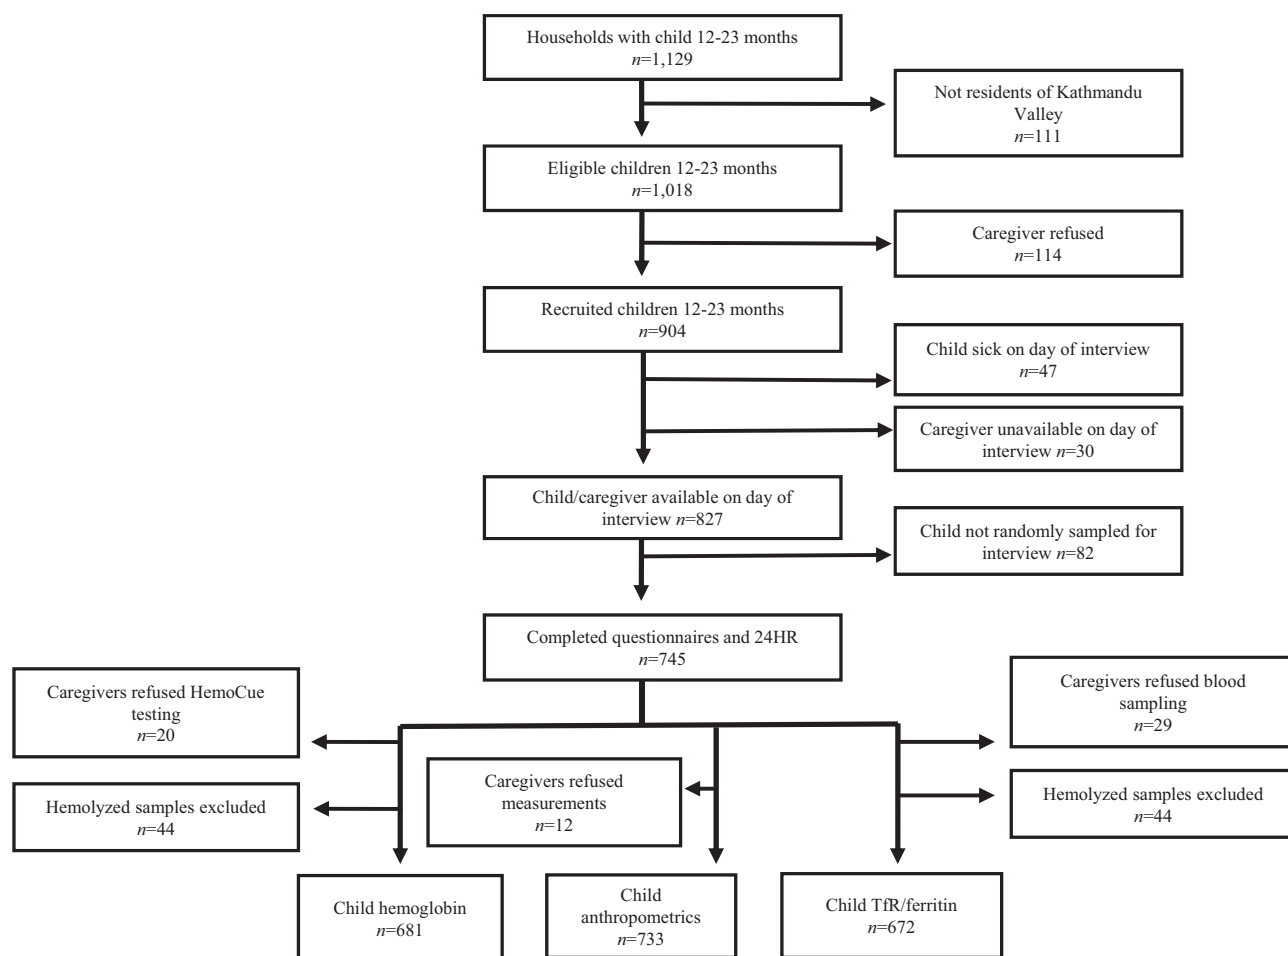 Households with child 12-23 months
n=1,129
Not residents of Kathmandu
Valley
n=111
Eligible children 12-23 months
n=1,018
Caregiver refused
n=114
Recruited children 12-23 months
n=904
Child sick on day of interview
n=47
Caregiver unavailable on day of
interview n=30
Child/caregiver available on day of
interview n=827
Child not randomly sampled for
interview n=82
Completed questionnaires and 24HR
n=745
Caregivers refused HemoCue
testing
n=20
Caregivers refused blood
sampling
n=29
Hemolyzed samples excluded
n=44
Caregivers refused
measurements
n=12
Hemolyzed samples excluded
n=44
Child hemoglobin
n=681
Child
anthropometrics
n=733
Child TfR/ferritin
n=672